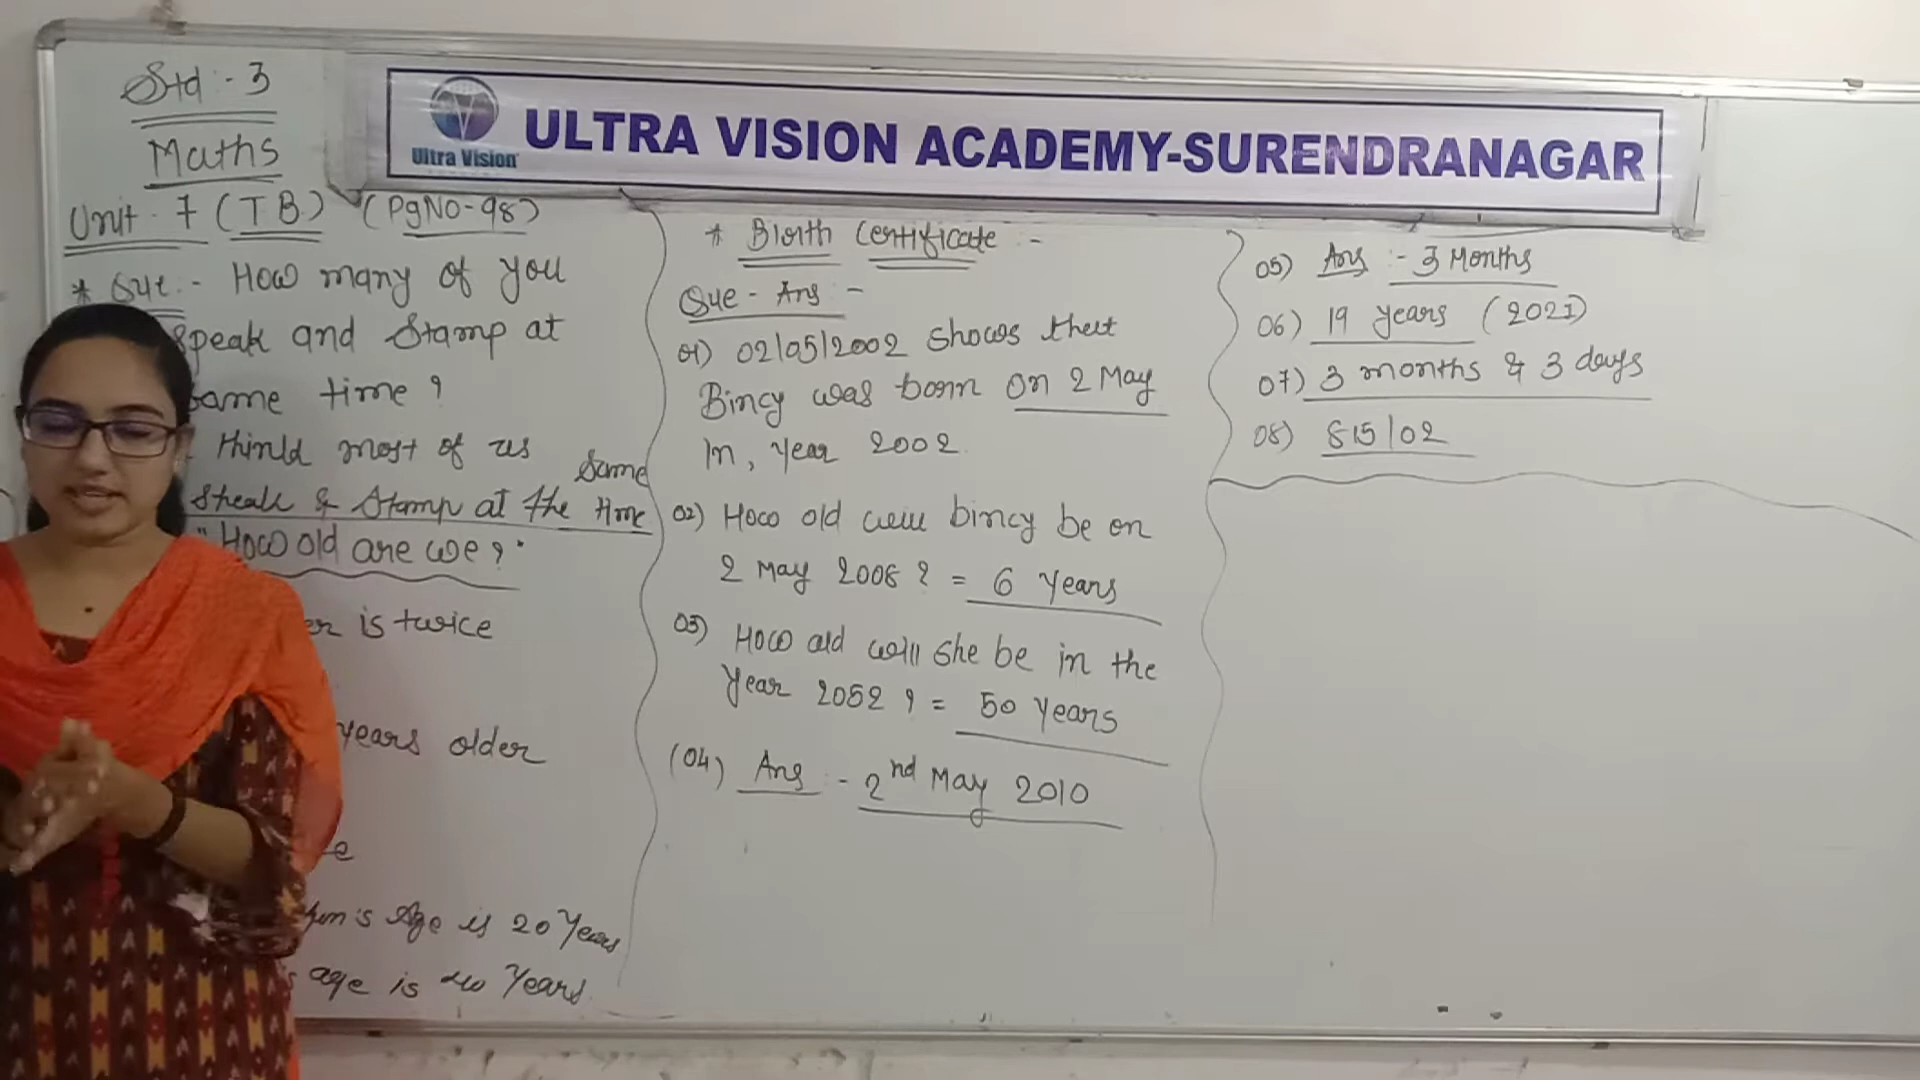 Std :- 3
Maths
Unit - 7 (T.B.) (PgNO-98)
Ultra Vision
ULTRA VISION ACADEMY-SURENDRANAGAR
* Que :- How many of you
speak and Stamp at
same time ?
think most of us
same
Speak & Stamp at the time
"How old are we ?"
er is twice
years older
's Age is 20 Years
age is 40 Years.
* Birth Certificate :-
Que - Ans -
01) 02/05/2002 shows that
Bincy was born on 2 May
In, year 2002.
02) How old will bincy be on
2 May 2008 ? = 6 Years
03) How old will she be in the
Year 2052 ? = 50 years
(04) Ans :- 2nd May 2010
05) Ans :- 3 Months
06) 19 years (2021)
07) 3 months & 3 days
08) 815/02